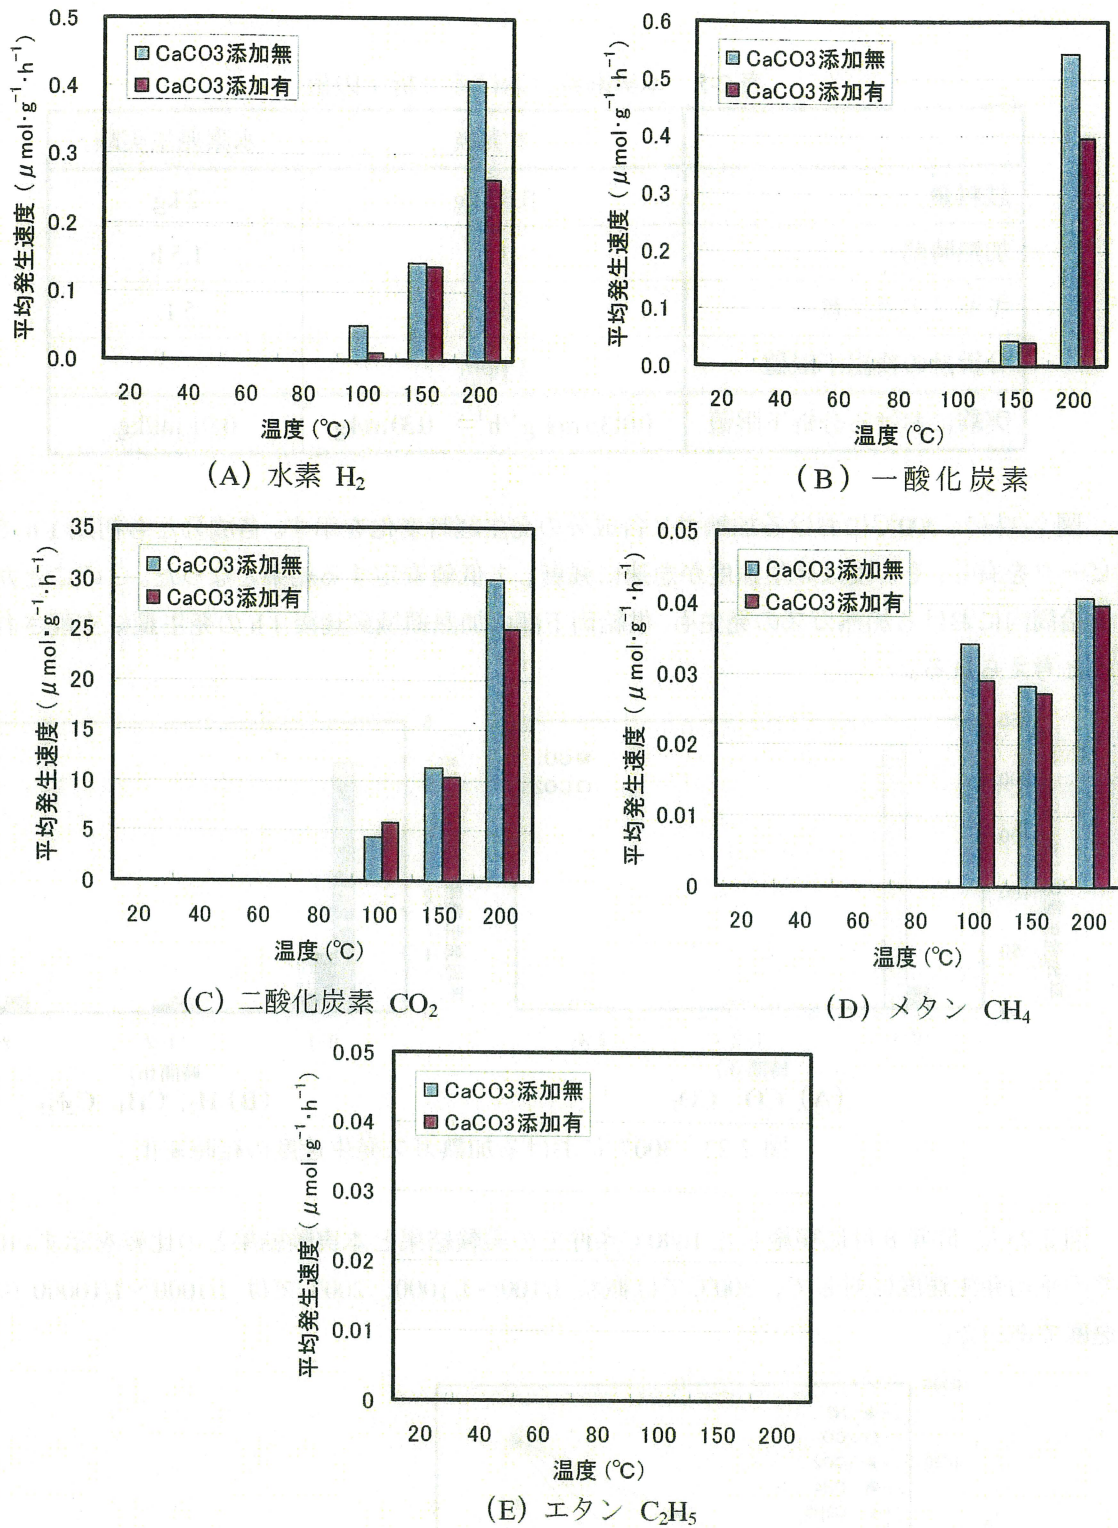 平均発生速度 (μmol·g⁻¹·h⁻¹)
0.5
0.4
0.3
0.2
0.1
0.0
CaCO3添加無
CaCO3添加有
20 40 60 80 100 150 200
温度 (℃)
(A) 水素 H₂
平均発生速度 (μmol·g⁻¹·h⁻¹)
0.6
0.5
0.4
0.3
0.2
0.1
0.0
CaCO3添加無
CaCO3添加有
20 40 60 80 100 150 200
温度 (℃)
(B) 一酸化炭素
平均発生速度 (μmol·g⁻¹·h⁻¹)
35
30
25
20
15
10
5
0
CaCO3添加無
CaCO3添加有
20 40 60 80 100 150 200
温度 (℃)
(C) 二酸化炭素 CO₂
平均発生速度 (μmol·g⁻¹·h⁻¹)
0.05
0.04
0.03
0.02
0.01
0
CaCO3添加無
CaCO3添加有
20 40 60 80 100 150 200
温度 (℃)
(D) メタン CH₄
平均発生速度 (μmol·g⁻¹·h⁻¹)
0.05
0.04
0.03
0.02
0.01
0
CaCO3添加無
CaCO3添加有
20 40 60 80 100 150 200
温度 (℃)
(E) エタン C₂H₅